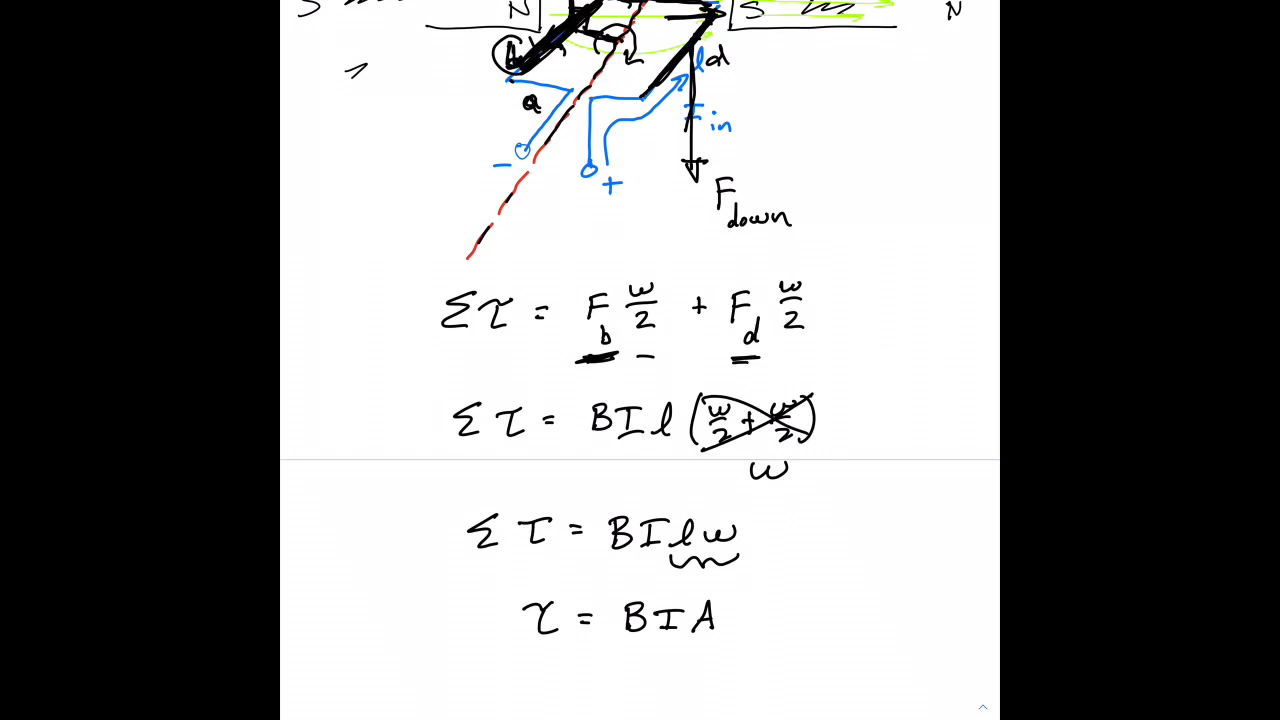 S N S N
b
l d
a
F in
-
+
F down
Στ = F_b w/2 + F_d w/2
Στ = BIl (w/2 + w/2)
w
Στ = BIlw
τ = BIA